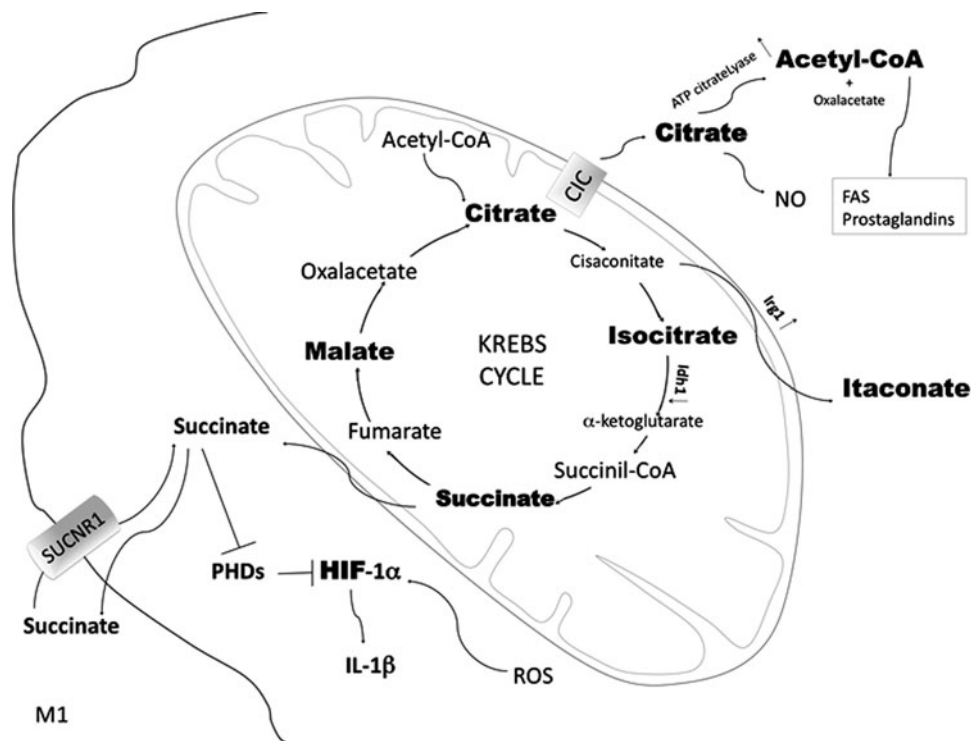 ATP citrateLyase
Acetyl-CoA
+
Oxalacetate
Citrate
NO
FAS
Prostaglandins
Acetyl-CoA
CIC
Citrate
Cisaconitate
Oxalacetate
Irg1
Isocitrate
Malate
KREBS
CYCLE
Idh1
Itaconate
α-ketoglutarate
Succinate
Fumarate
Succinil-CoA
Succinate
SUCNR1
PHDs
HIF-1α
Succinate
IL-1β
ROS
M1